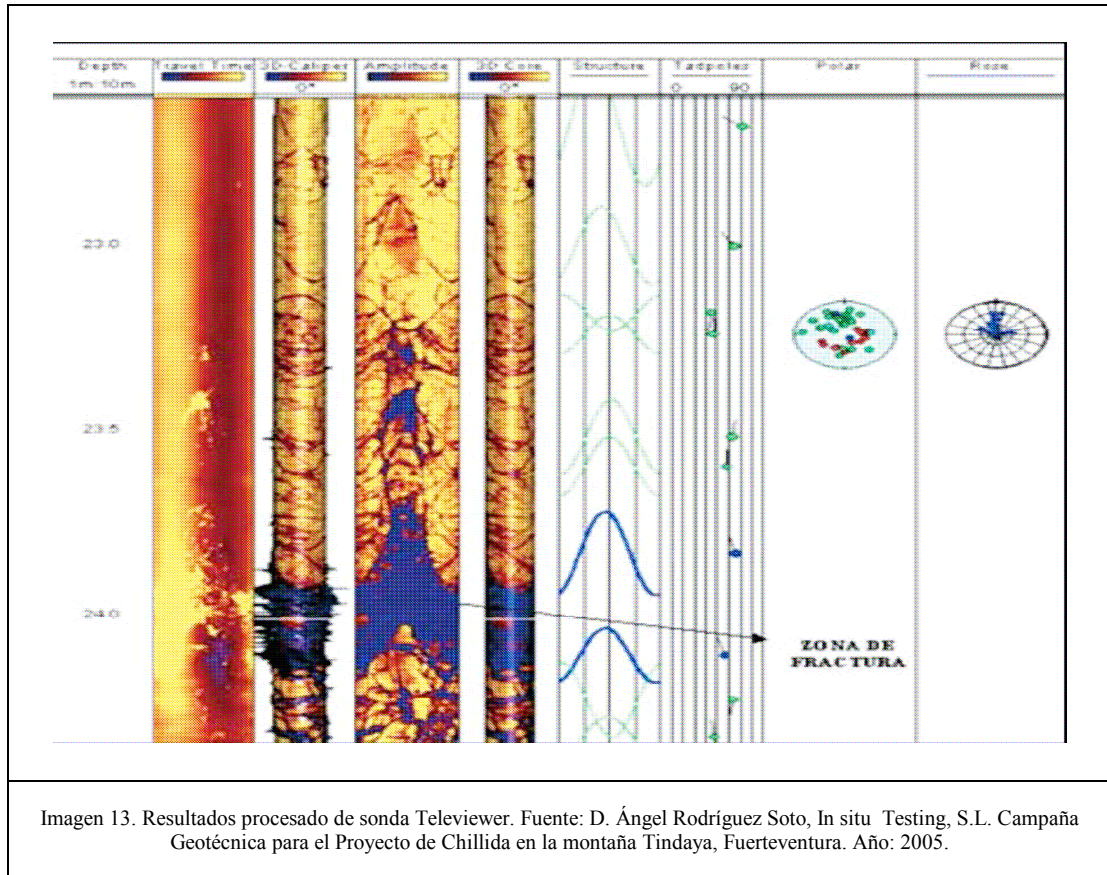 Depth Travel Time 3D-Caliper Amplitude 3D-Core Structure Tadpoles Polar Rose
1m:10m 0° 0° 0 90
23.0
23.5
24.0
ZONA DE
FRACTURA
Imagen 13. Resultados procesado de sonda Televiewer. Fuente: D. Ángel Rodríguez Soto, In situ Testing, S.L. Campaña
Geotécnica para el Proyecto de Chillida en la montaña Tindaya, Fuerteventura. Año: 2005.